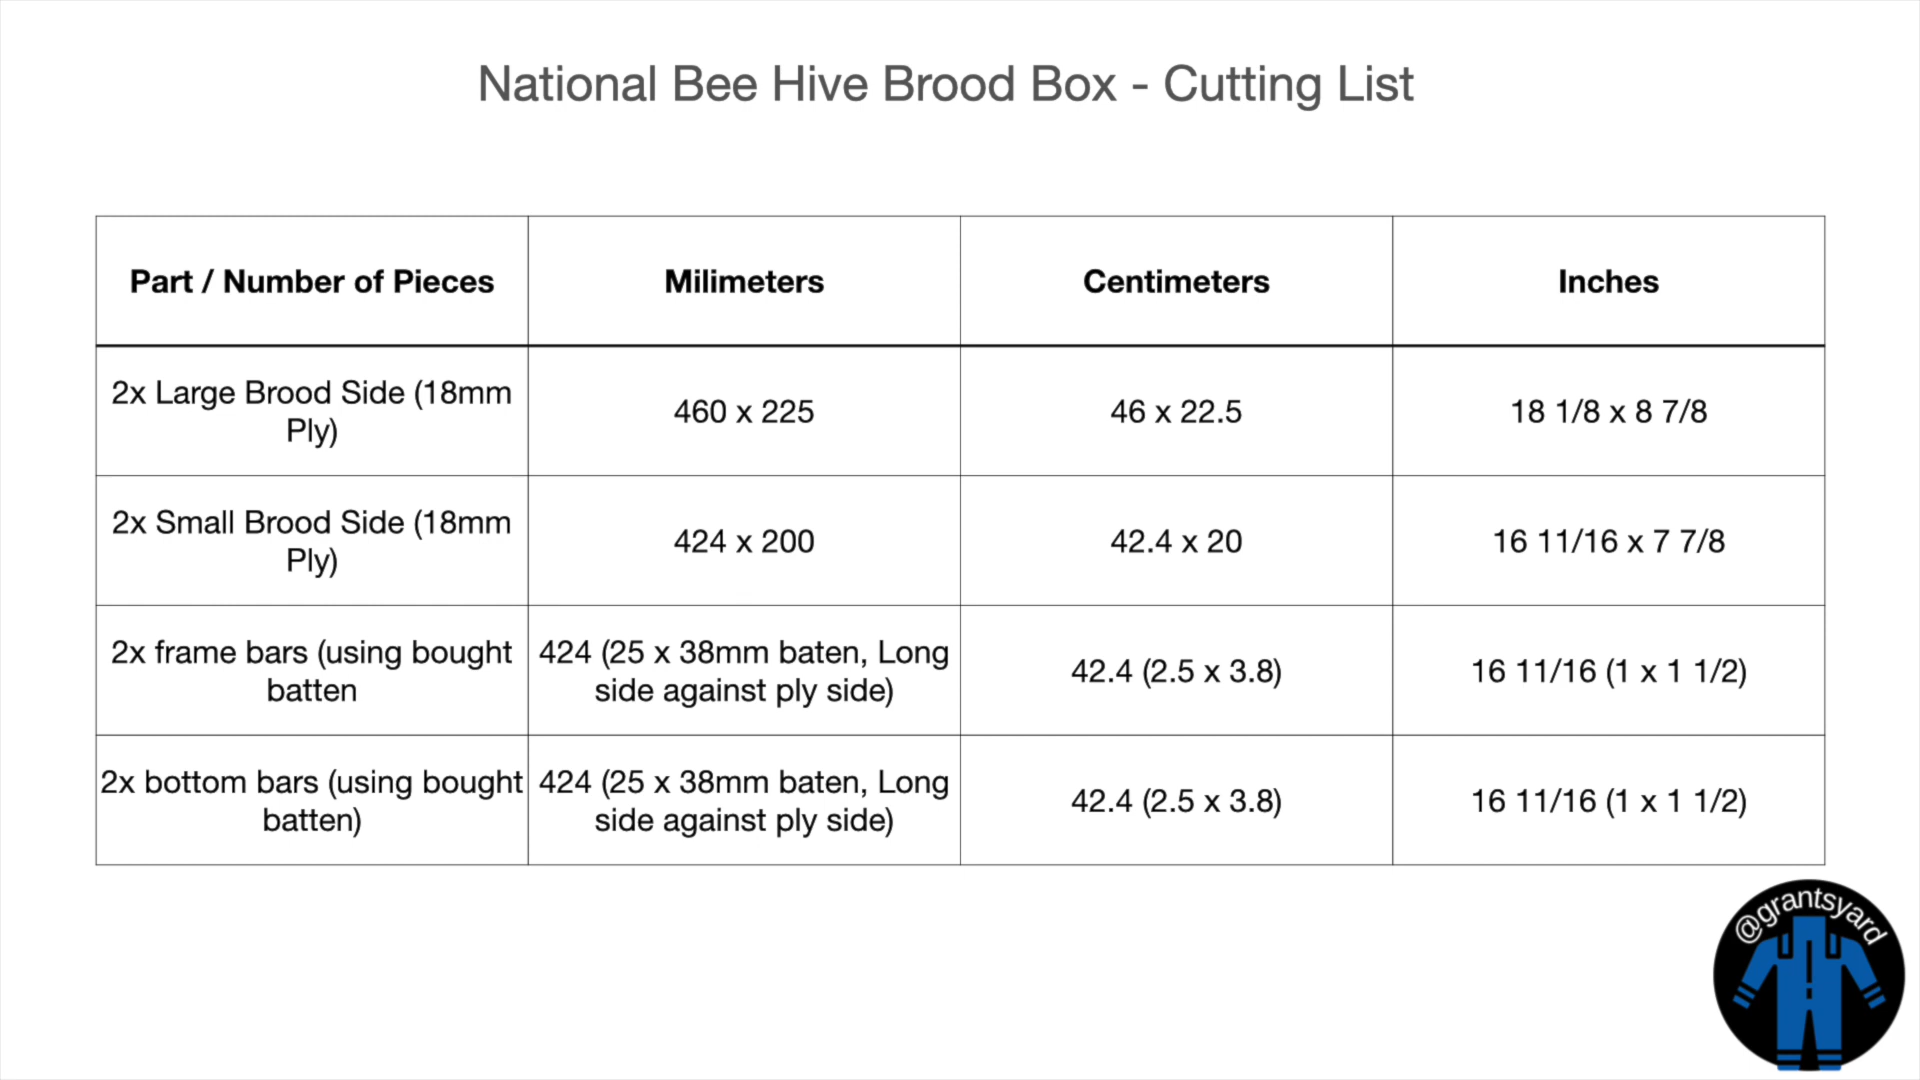 National Bee Hive Brood Box - Cutting List
Part / Number of Pieces
Milimeters
Centimeters
Inches
2x Large Brood Side (18mm
Ply)
460 x 225
46 x 22.5
18 1/8 x 8 7/8
2x Small Brood Side (18mm
Ply)
424 x 200
42.4 x 20
16 11/16 x 7 7/8
2x frame bars (using bought
batten
424 (25 x 38mm baten, Long
side against ply side)
42.4 (2.5 x 3.8)
16 11/16 (1 x 1 1/2)
2x bottom bars (using bought
batten)
424 (25 x 38mm baten, Long
side against ply side)
42.4 (2.5 x 3.8)
16 11/16 (1 x 1 1/2)
@grantsyard